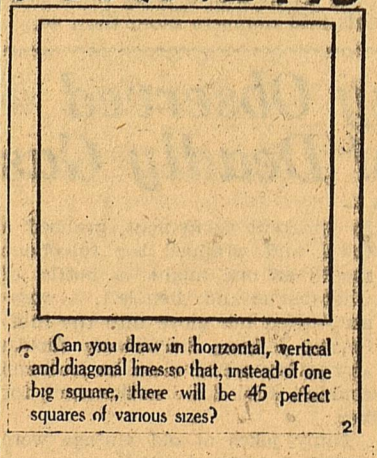 Can you draw in horizontal, vertical
and diagonal lines so that, instead of one
big square, there will be 45 perfect
squares of various sizes?
2